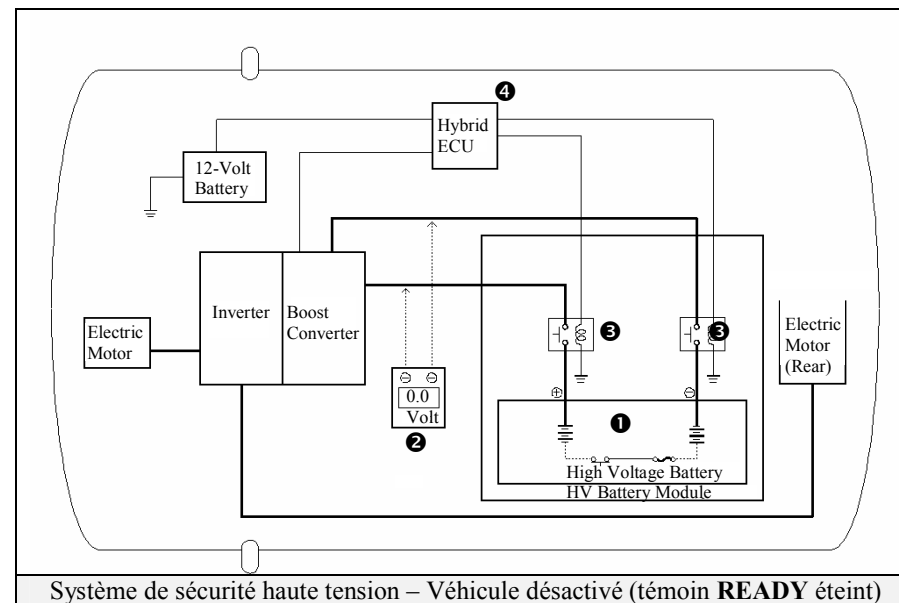 ❹
Hybrid
ECU
12-Volt
Battery
Inverter
Boost
Converter
Electric
Motor
❸
❸
Electric
Motor
(Rear)
0.0
Volt
❷
❶
High Voltage Battery
HV Battery Module
Système de sécurité haute tension – Véhicule désactivé (témoin READY éteint)